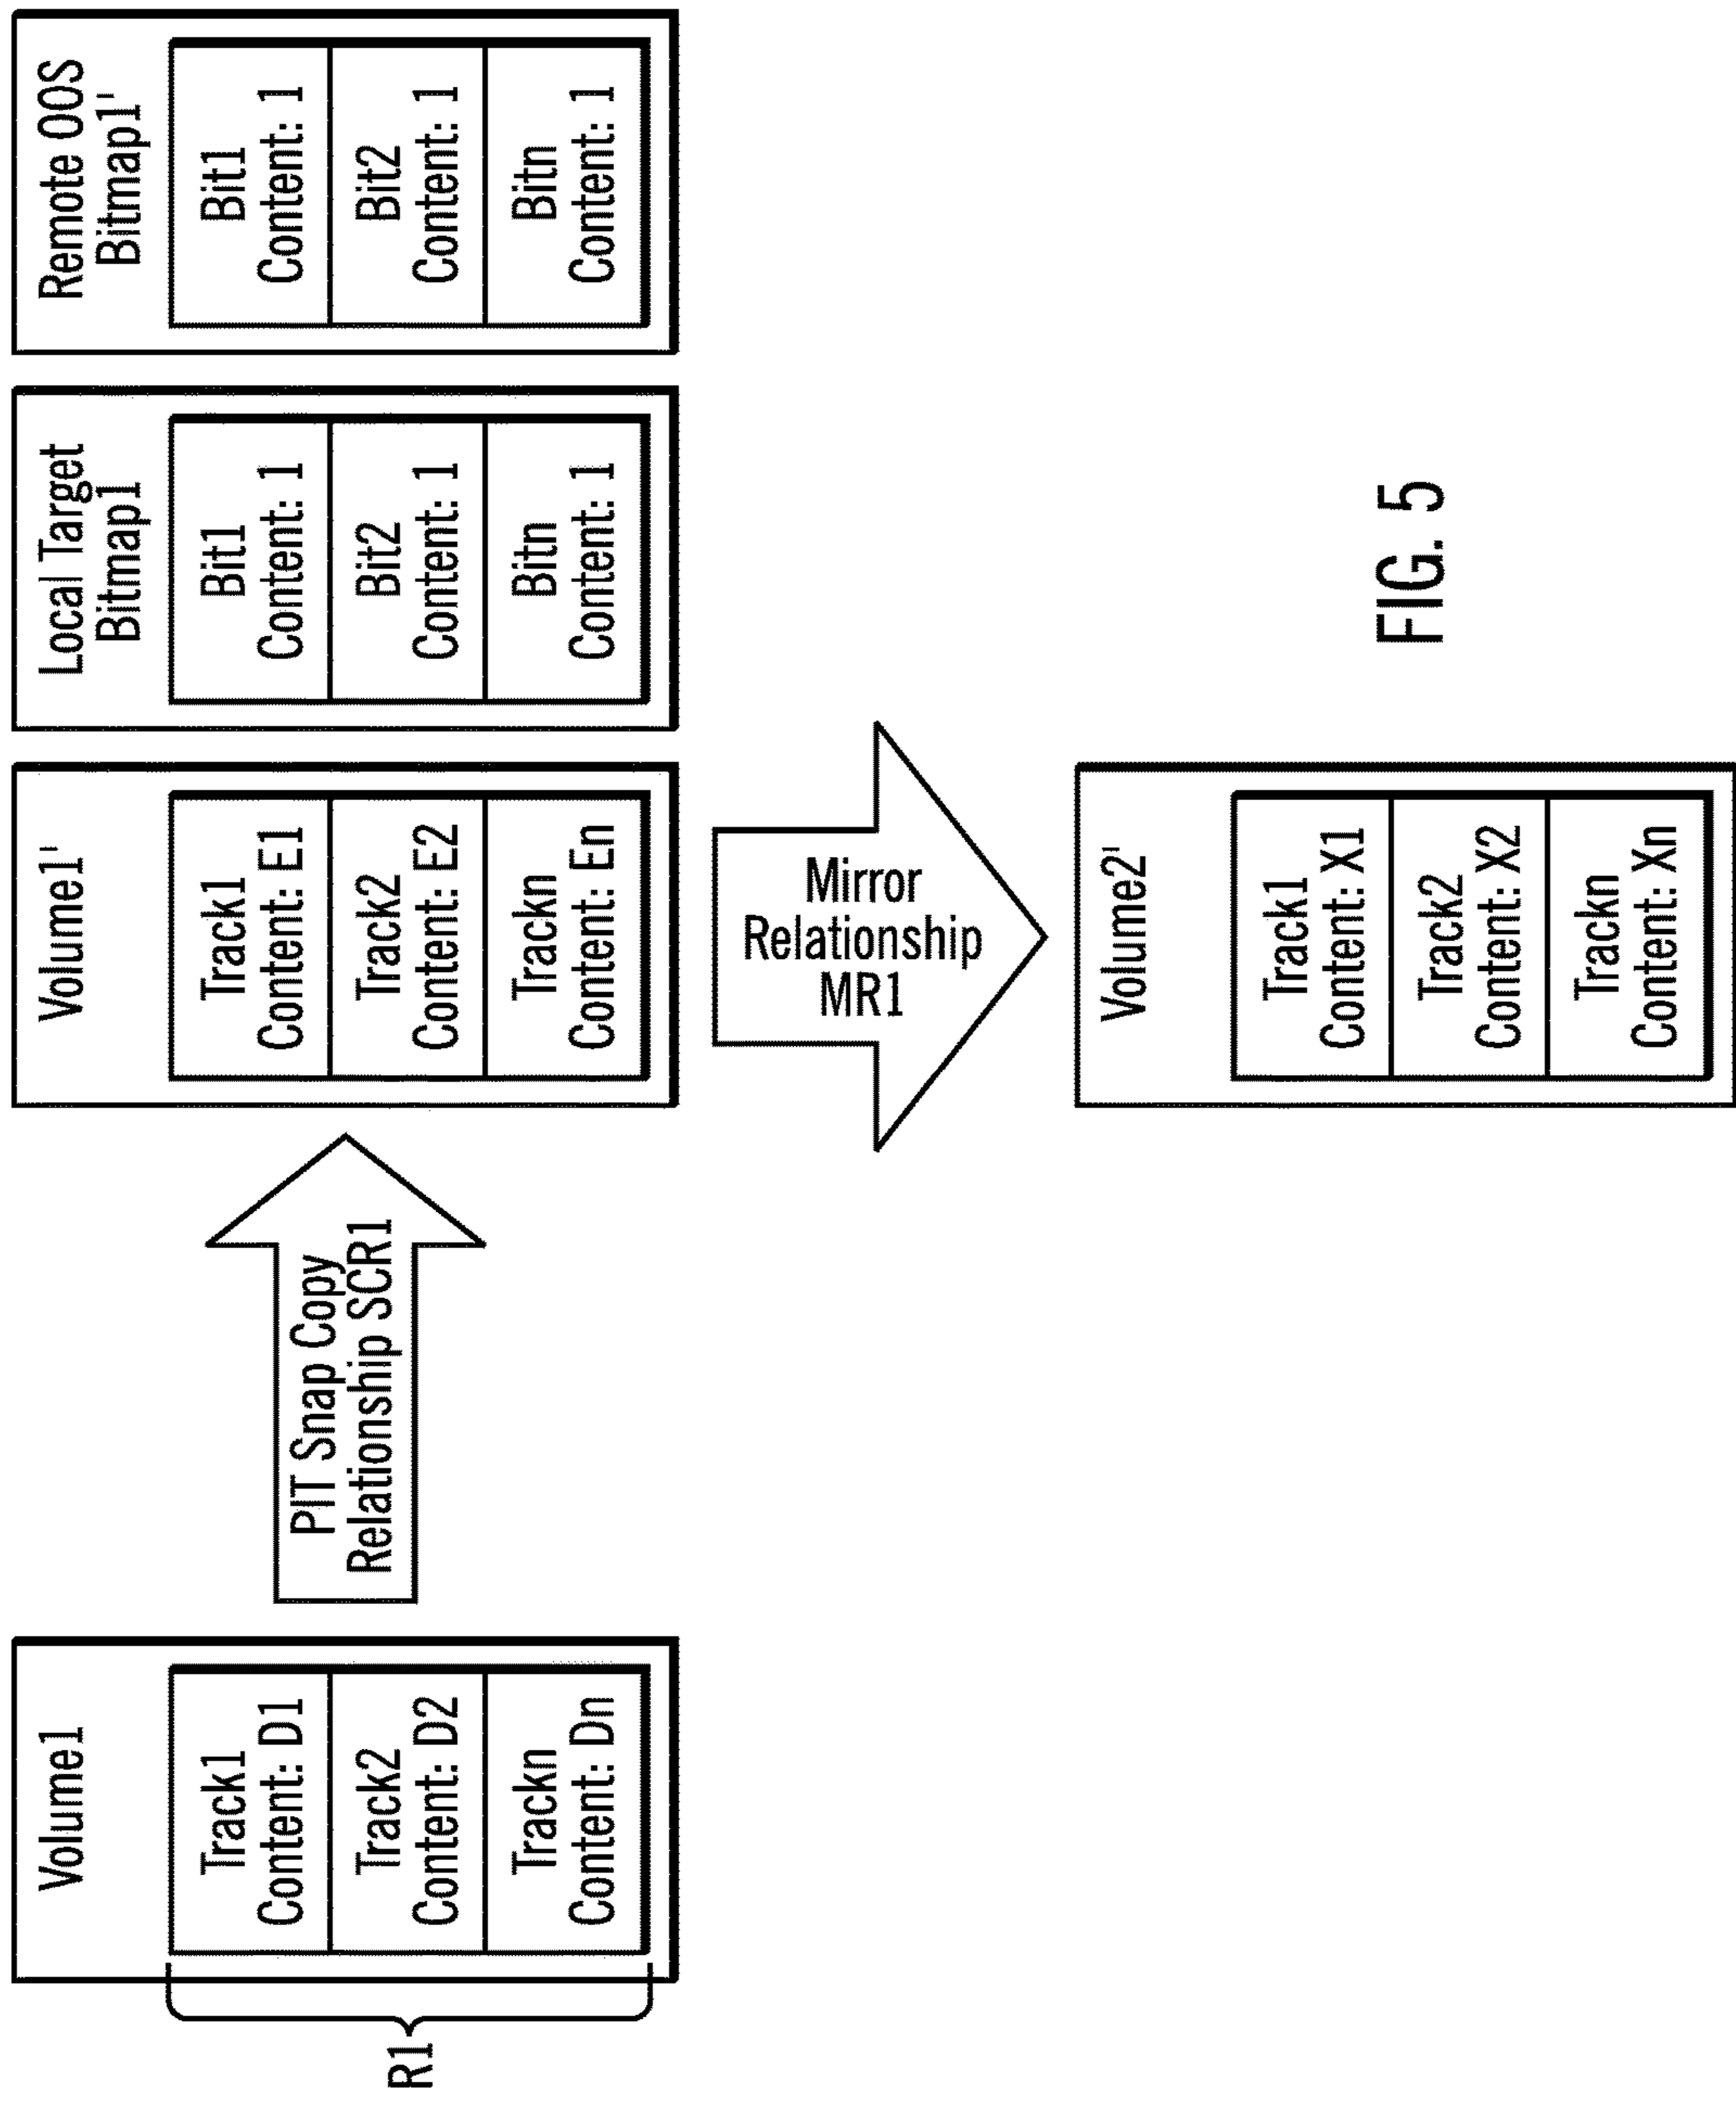 Volume1
Track1
Content: D1
Track2
Content: D2
Trackn
Content: Dn
R1
PIT Snap Copy
Relationship SCR1
Volume1'
Track1
Content: E1
Track2
Content: E2
Trackn
Content: En
Local Target
Bitmap1
Bit1
Content: 1
Bit2
Content: 1
Bitn
Content: 1
Remote OOS
Bitmap1'
Bit1
Content: 1
Bit2
Content: 1
Bitn
Content: 1
Mirror
Relationship
MR1
Volume2'
Track1
Content: X1
Track2
Content: X2
Trackn
Content: Xn
FIG. 5